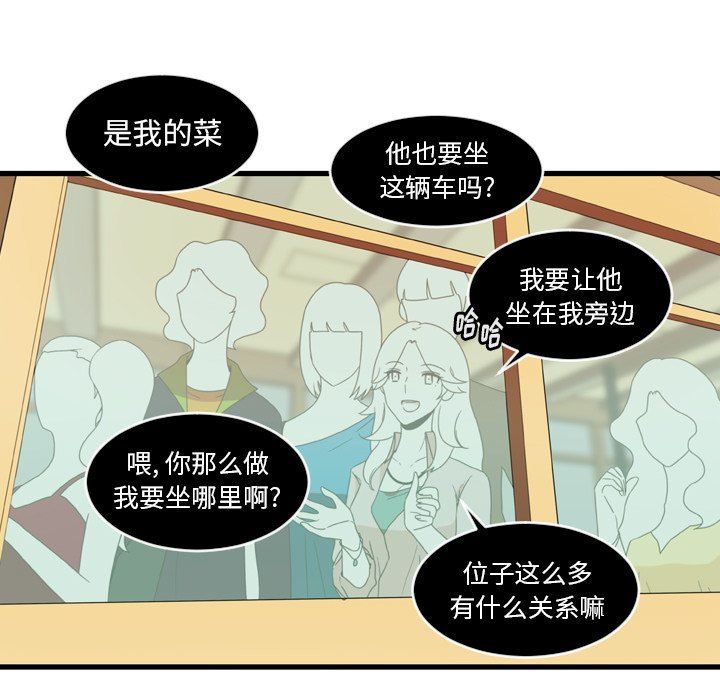 是我的菜
他也要坐
这辆车吗?
我要让他
坐在我旁边
哈哈
喂, 你那么做
我要坐哪里啊?
位子这么多
有什么关系嘛